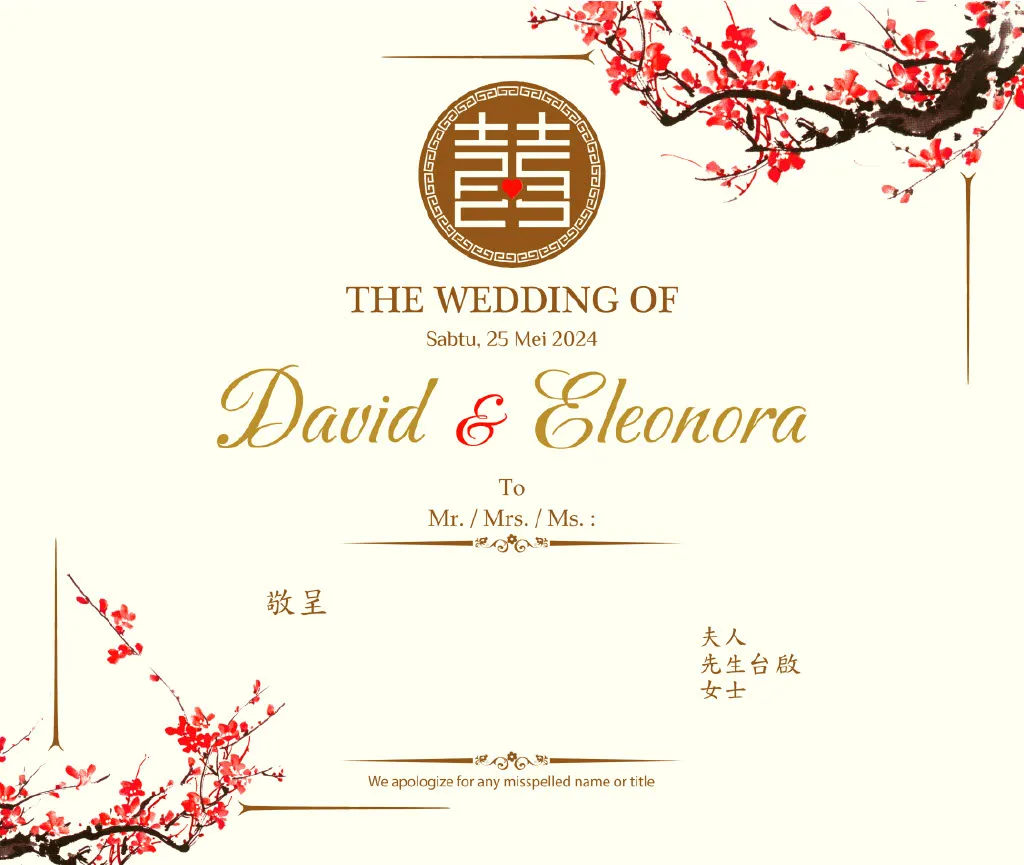 囍
THE WEDDING OF
Sabtu, 25 Mei 2024
David & Eleonora
To
Mr. / Mrs. / Ms. :
敬呈
夫人
先生台啟
女士
We apologize for any misspelled name or title